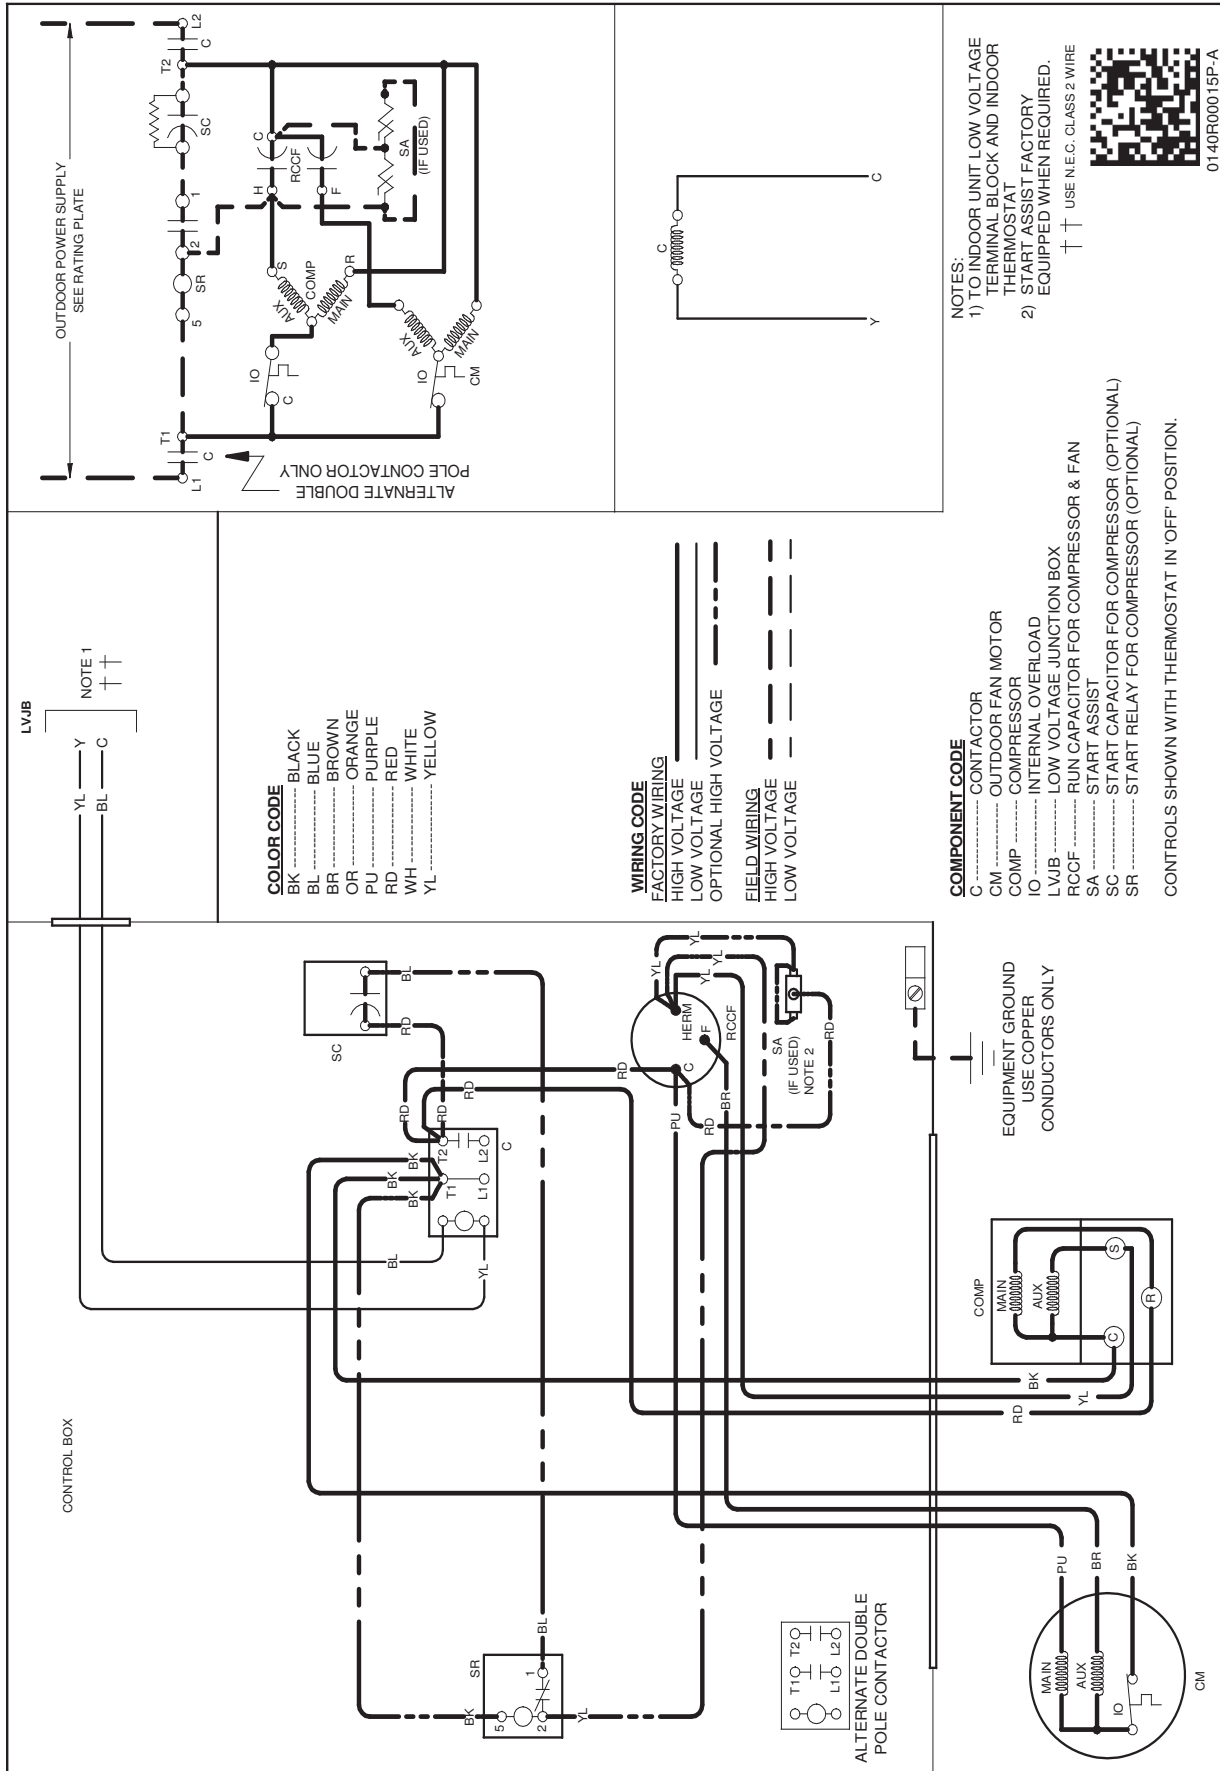 CONTROL BOX
LVJB
YL
Y
BL
C
NOTE 1
OUTDOOR POWER SUPPLY
SEE RATING PLATE
L1
T1
C
5
SR
2
1
SC
T2
C
L2
ALTERNATE DOUBLE
POLE CONTACTOR ONLY
C
IO
AUX
S
COMP
MAIN
R
H
C
RCCF
F
SA
(IF USED)
IO
AUX
MAIN
CM
C
Y
C
COLOR CODE
BK ---------- BLACK
BL ---------- BLUE
BR ---------- BROWN
OR ---------- ORANGE
PU ---------- PURPLE
RD ---------- RED
WH ---------- WHITE
YL ---------- YELLOW
WIRING CODE
FACTORY WIRING
HIGH VOLTAGE
LOW VOLTAGE
OPTIONAL HIGH VOLTAGE
FIELD WIRING
HIGH VOLTAGE
LOW VOLTAGE
COMPONENT CODE
C ---------- CONTACTOR
CM ---------- OUTDOOR FAN MOTOR
COMP ---------- COMPRESSOR
IO ---------- INTERNAL OVERLOAD
LVJB ---------- LOW VOLTAGE JUNCTION BOX
RCCF ---------- RUN CAPACITOR FOR COMPRESSOR & FAN
SA ---------- START ASSIST
SC ---------- START CAPACITOR FOR COMPRESSOR (OPTIONAL)
SR ---------- START RELAY FOR COMPRESSOR (OPTIONAL)
CONTROLS SHOWN WITH THERMOSTAT IN 'OFF' POSITION.
NOTES:
1) TO INDOOR UNIT LOW VOLTAGE
TERMINAL BLOCK AND INDOOR
THERMOSTAT
2) START ASSIST FACTORY
EQUIPPED WHEN REQUIRED.
USE N.E.C. CLASS 2 WIRE
0140R00015P-A
SC
RD
BL
RD
RD
RD
RD
BK
BK
BK
T2
T1
L2
L1
C
BL
YL
SR
BK
5
2
1
BL
YL
RD
YL
YL
YL
YL
HERM
F
C
RCCF
PU
BR
RD
SA
(IF USED)
NOTE 2
RD
ALTERNATE DOUBLE
POLE CONTACTOR
T1
T2
L1
L2
EQUIPMENT GROUND
USE COPPER
CONDUCTORS ONLY
COMP
MAIN
AUX
C
S
R
BK
YL
RD
PU
BR
BK
MAIN
AUX
IO
CM